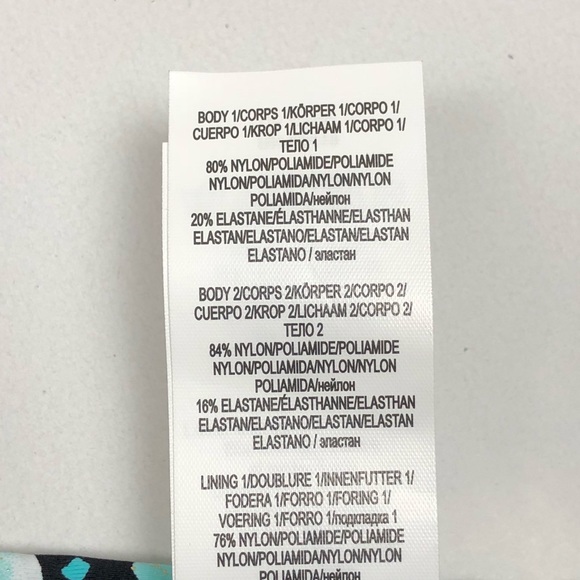 BODY 1/CORPS 1/KÖRPER 1/CORPO 1/
CUERPO 1/KROP 1/LICHAAM 1/CORPO 1/
ТЕЛО 1
80% NYLON/POLIAMIDE/POLIAMIDE
NYLON/POLIAMIDA/NYLON/NYLON
POLIAMIDA/нейлон
20% ELASTANE/ÉLASTHANNE/ELASTHAN
ELASTAN/ELASTANO/ELASTAN/ELASTAN
ELASTANO / эластан
BODY 2/CORPS 2/KÖRPER 2/CORPO 2/
CUERPO 2/KROP 2/LICHAAM 2/CORPO 2/
ТЕЛО 2
84% NYLON/POLIAMIDE/POLIAMIDE
NYLON/POLIAMIDA/NYLON/NYLON
POLIAMIDA/нейлон
16% ELASTANE/ÉLASTHANNE/ELASTHAN
ELASTAN/ELASTANO/ELASTAN/ELASTAN
ELASTANO / эластан
LINING 1/DOUBLURE 1/INNENFUTTER 1/
FODERA 1/FORRO 1/FORING 1/
VOERING 1/FORRO 1/подкладка 1
76% NYLON/POLIAMIDE/POLIAMIDE
NYLON/POLIAMIDA/NYLON/NYLON
POLIAMIDA/нейлон